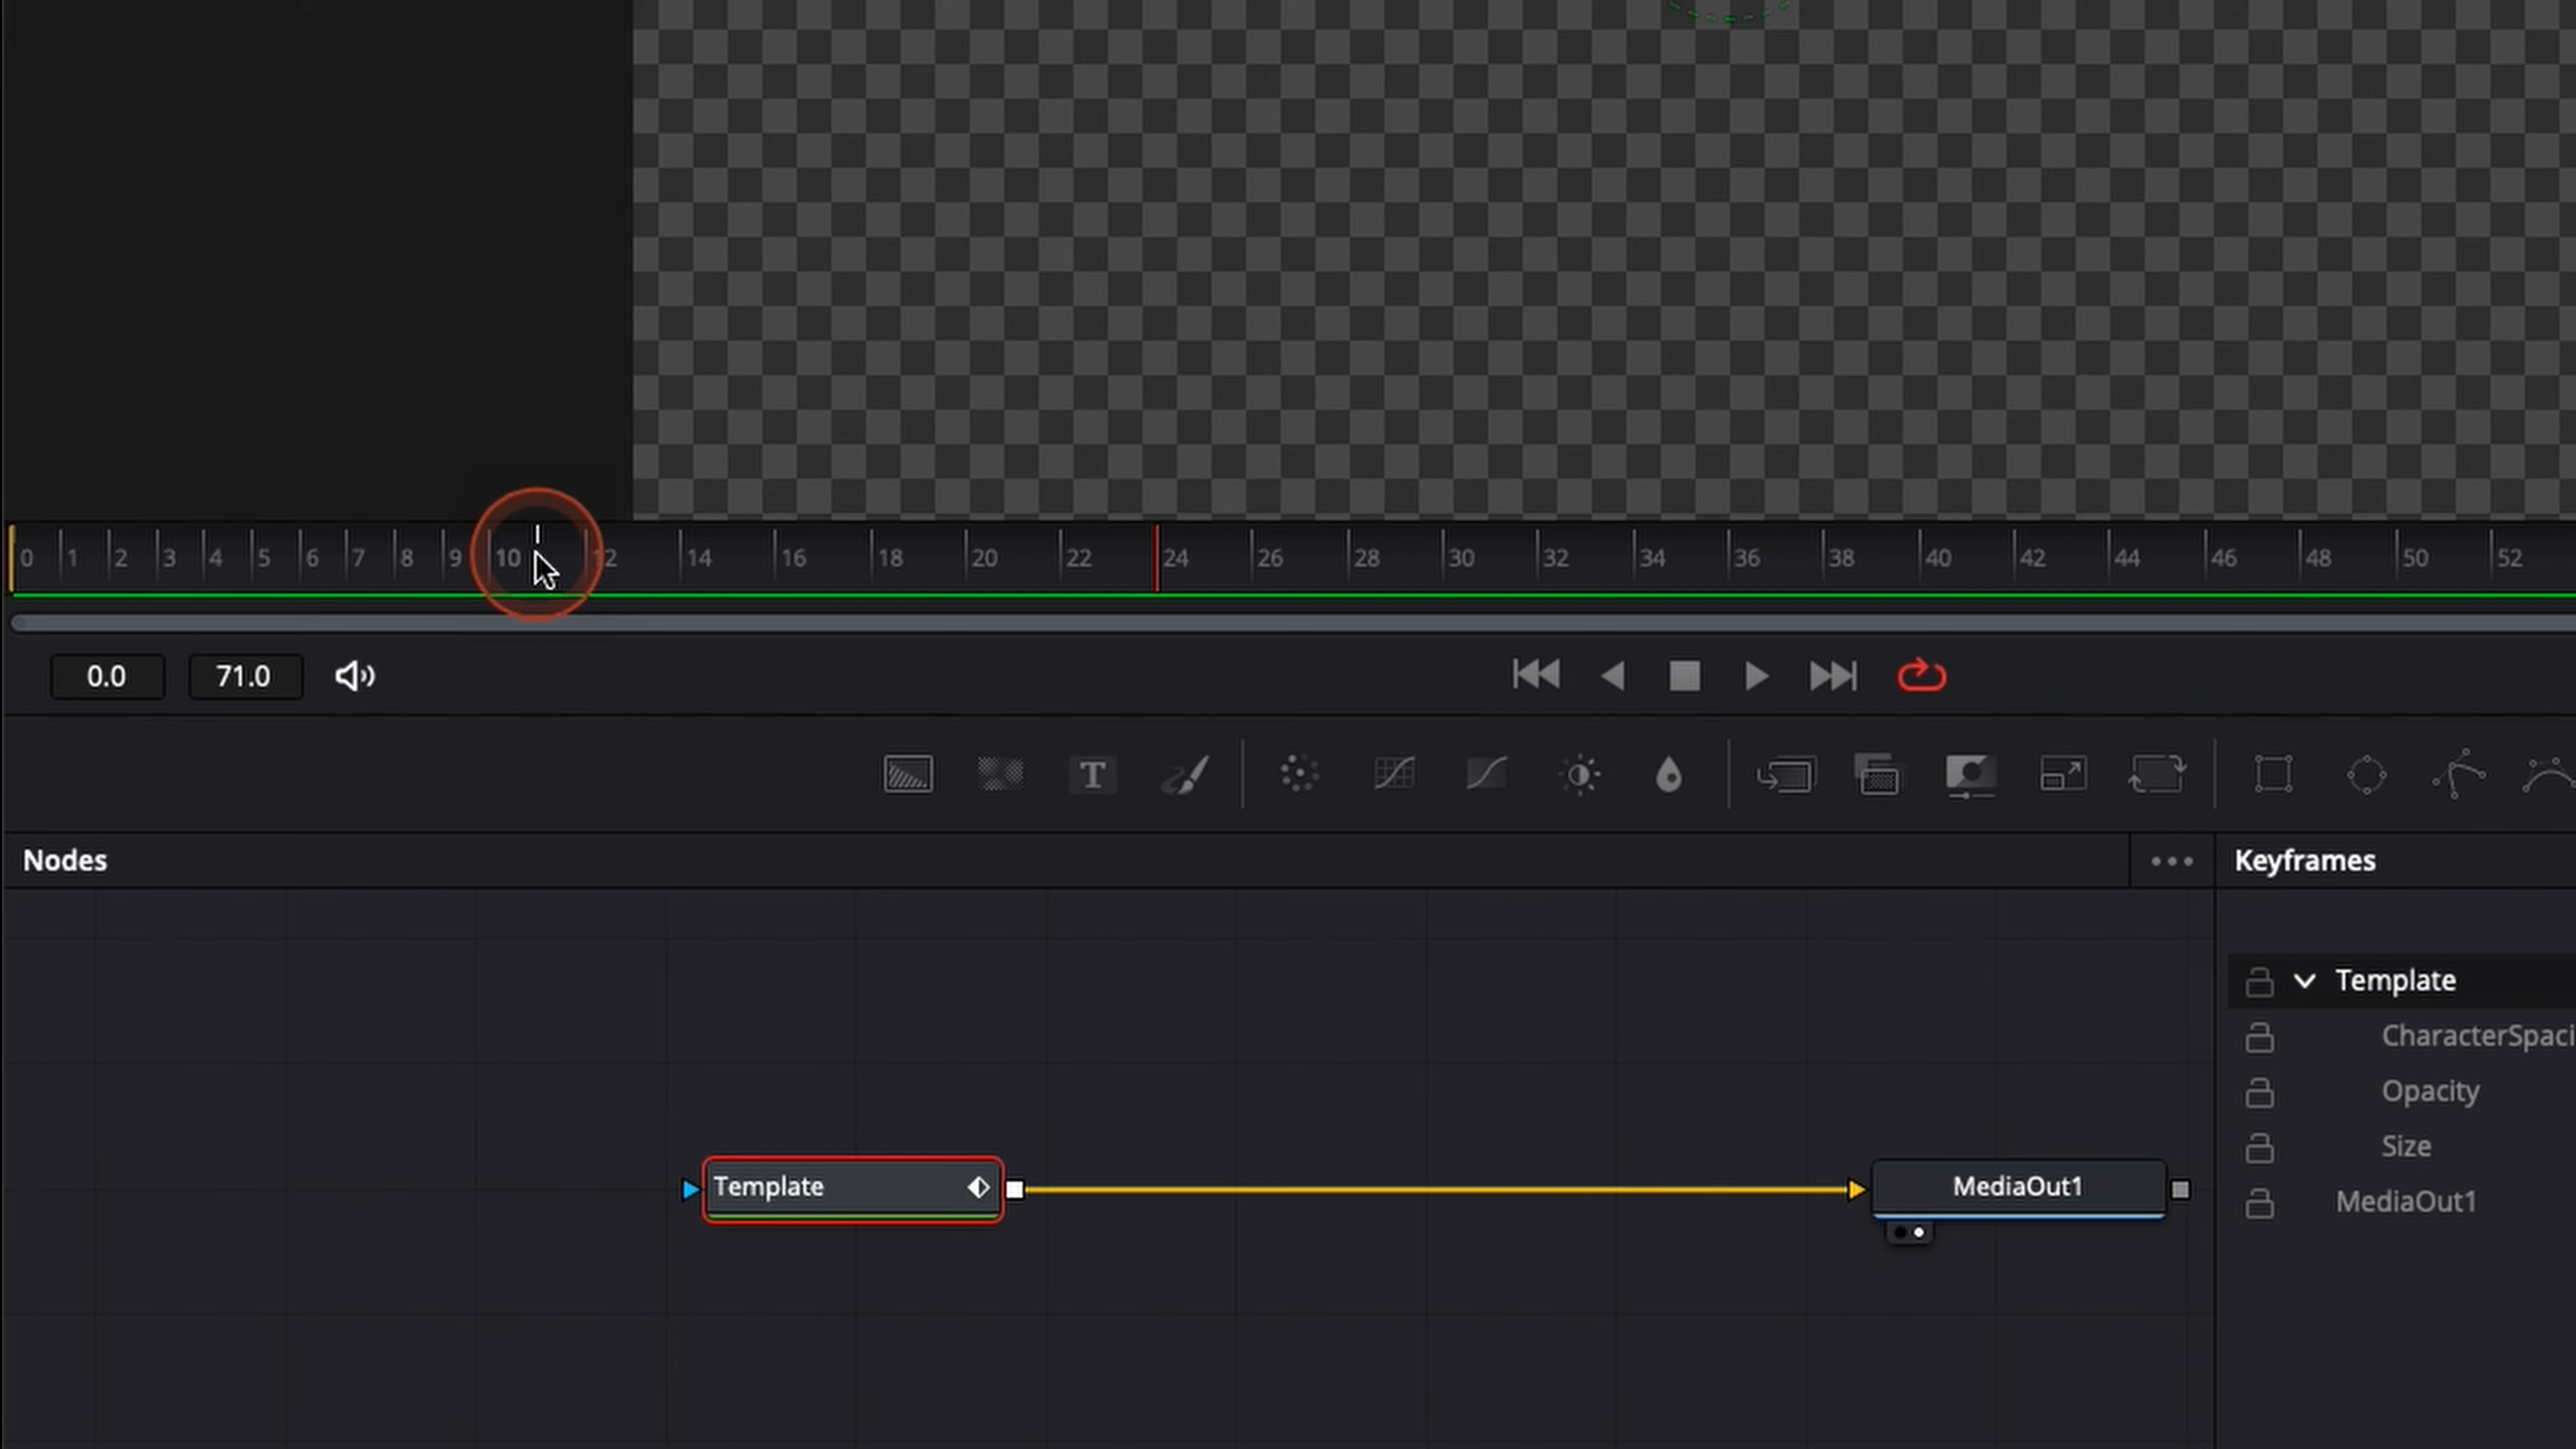 0 1 2 3 4 5 6 7 8 9 10 12 14 16 18 20 22 24 26 28 30 32 34 36 38 40 42 44 46 48 50 52
0.0 71.0
T
Nodes
Keyframes
Template
CharacterSpaci
Opacity
Size
MediaOut1
Template
MediaOut1